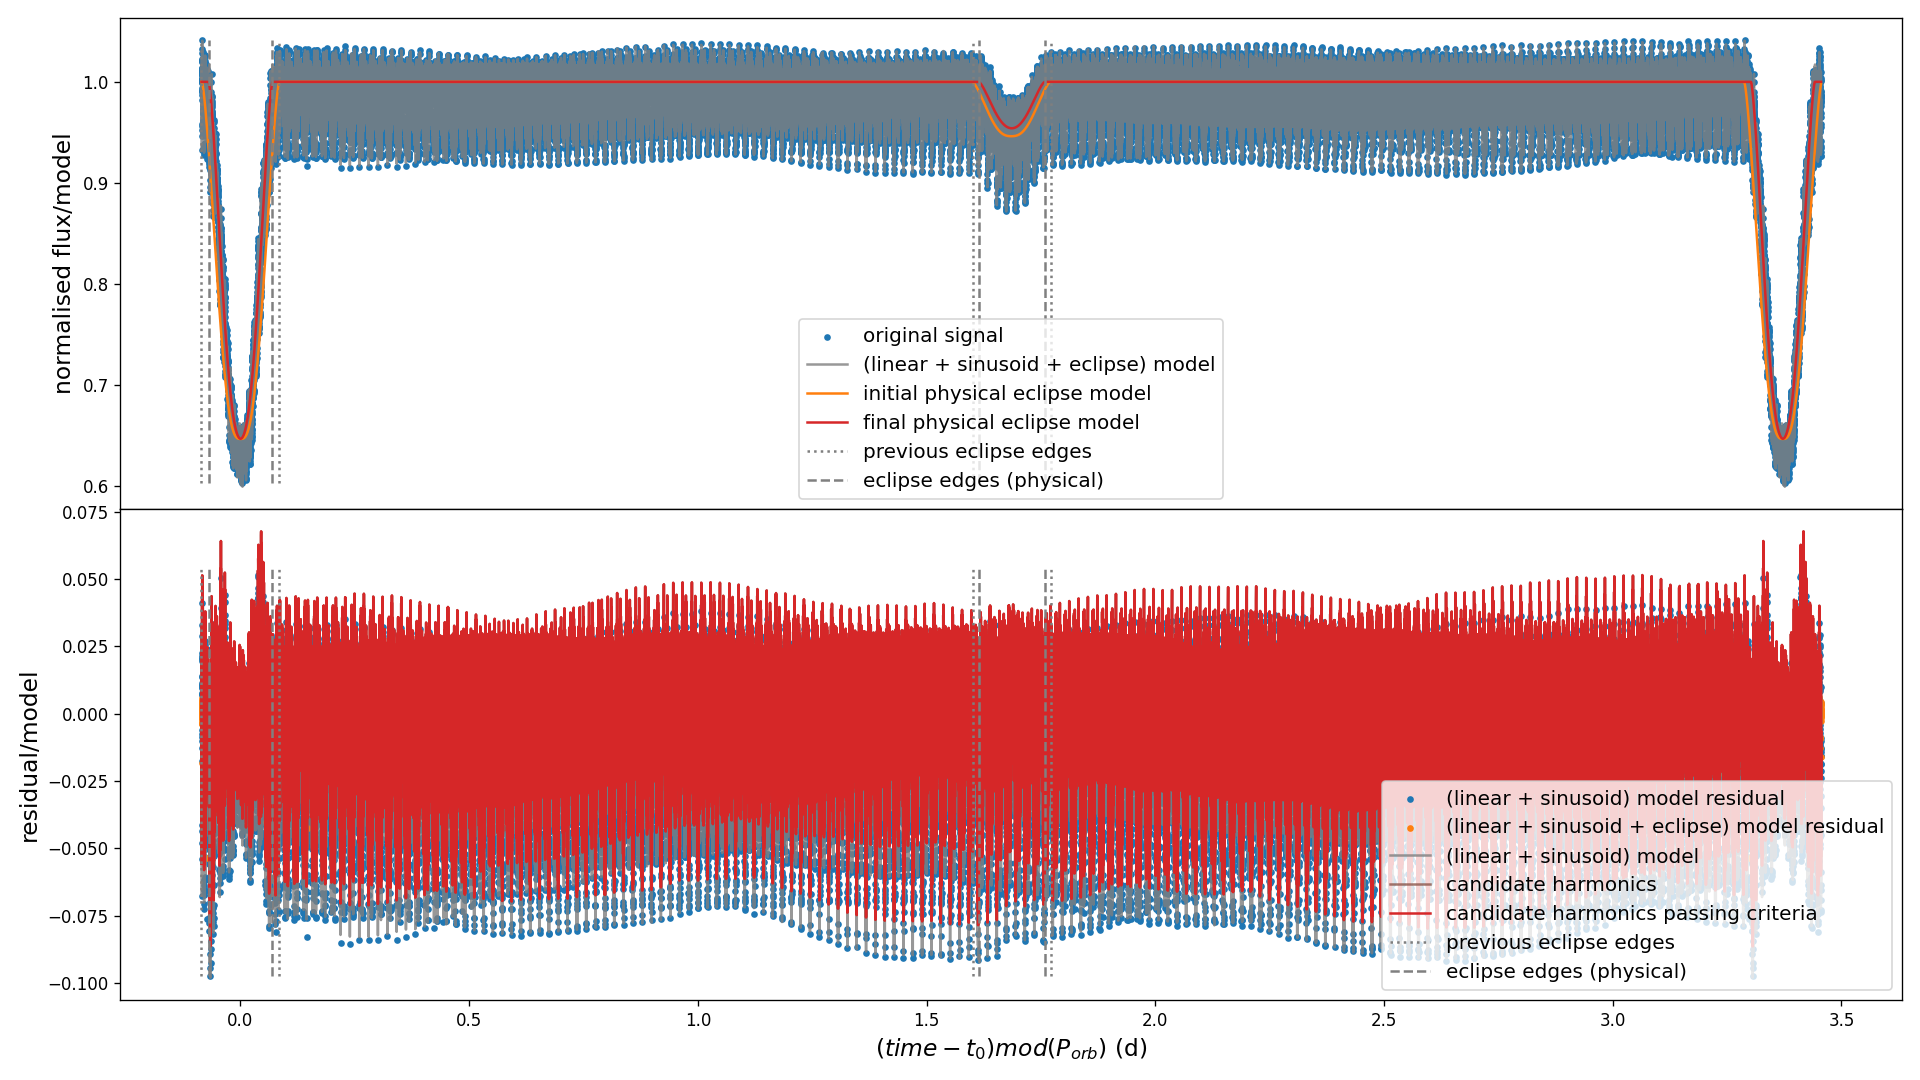 normalised flux/model
1.0
0.9
0.8
0.7
0.6
original signal
(linear + sinusoid + eclipse) model
initial physical eclipse model
final physical eclipse model
previous eclipse edges
eclipse edges (physical)
residual/model
0.075
0.050
0.025
0.000
−0.025
−0.050
−0.075
−0.100
(linear + sinusoid) model residual
(linear + sinusoid + eclipse) model residual
(linear + sinusoid) model
candidate harmonics
candidate harmonics passing criteria
previous eclipse edges
eclipse edges (physical)
0.0 0.5 1.0 1.5 2.0 2.5 3.0 3.5
(time − t₀)mod(P_{orb}) (d)